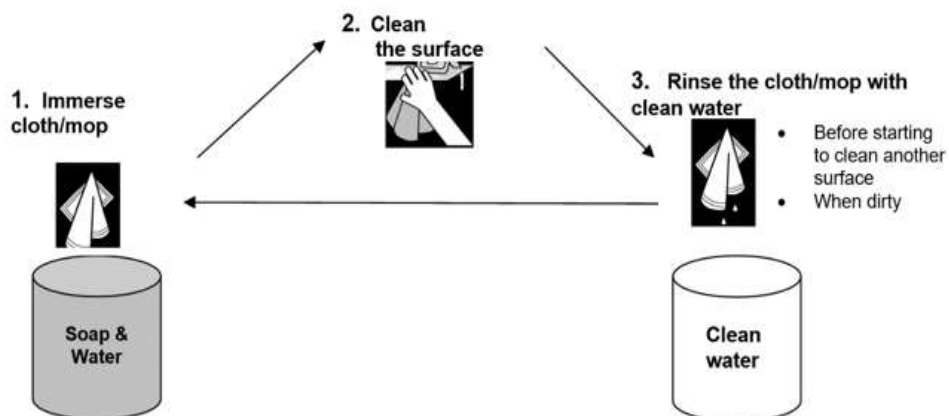 2. Clean
the surface
1. Immerse
cloth/mop
3. Rinse the cloth/mop with
clean water
• Before starting
to clean another
surface
• When dirty
Soap &
Water
Clean
water